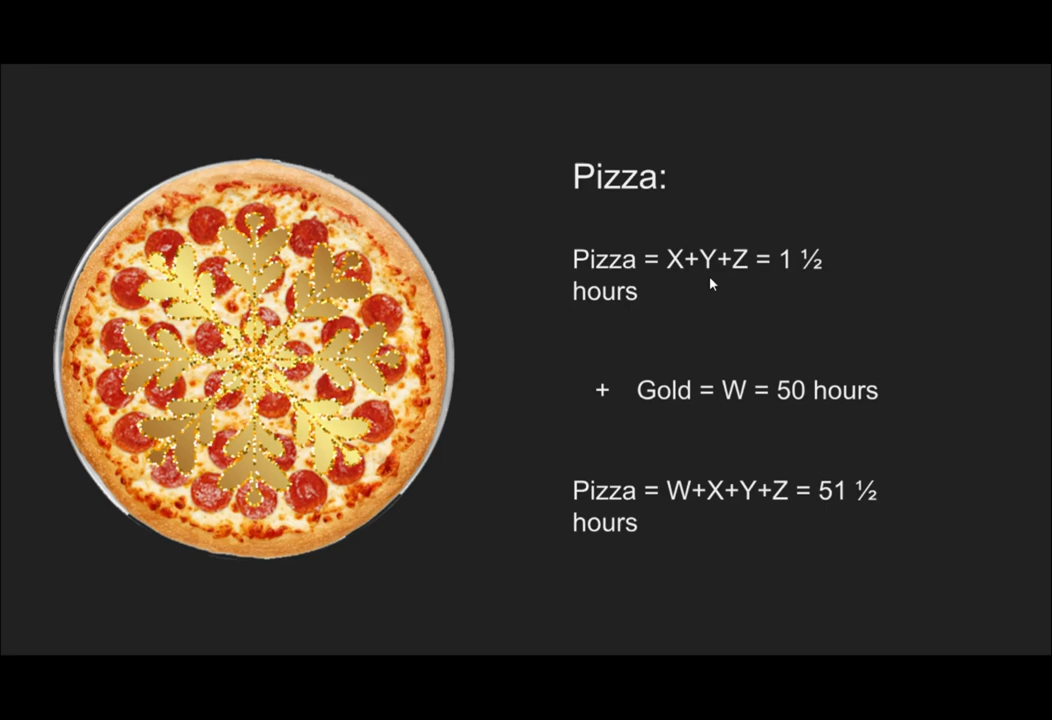 Pizza:
Pizza = X+Y+Z = 1 ½
hours
+ Gold = W = 50 hours
Pizza = W+X+Y+Z = 51 ½
hours